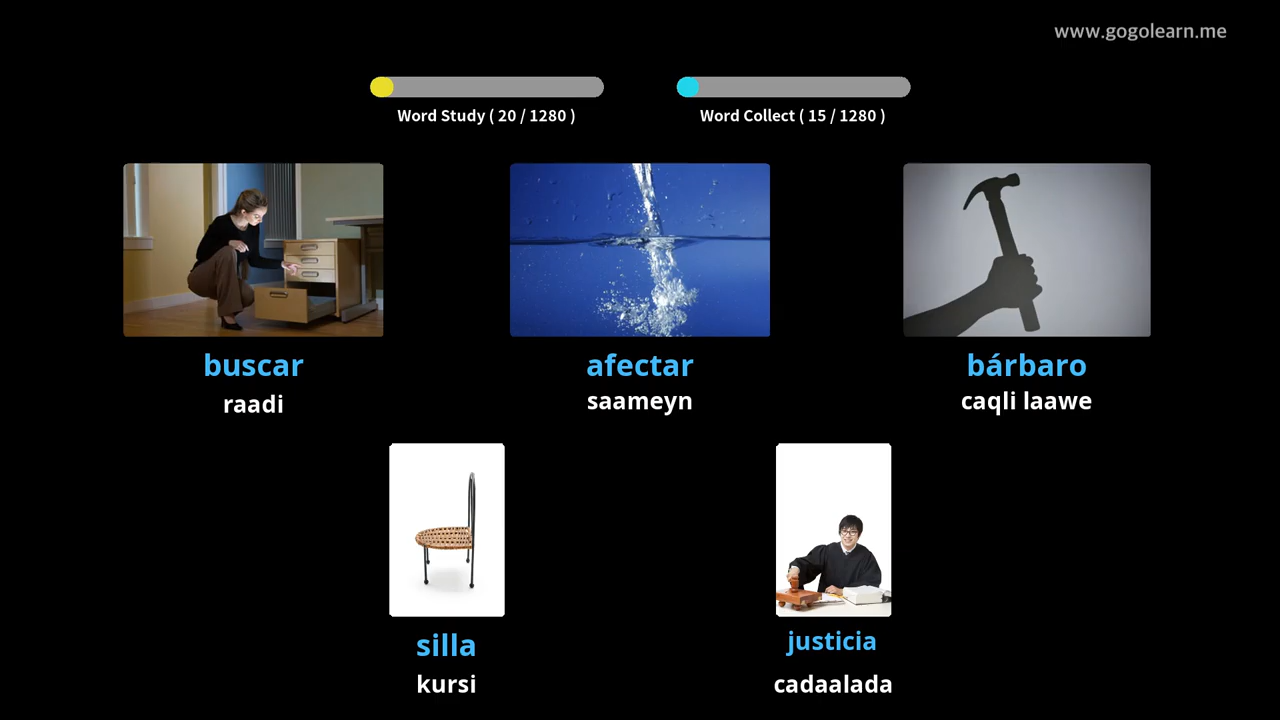 www.gogolearn.me
Word Study ( 20 / 1280 )
Word Collect ( 15 / 1280 )
buscar
raadi
afectar
saameyn
bárbaro
caqli laawe
silla
kursi
justicia
cadaalada